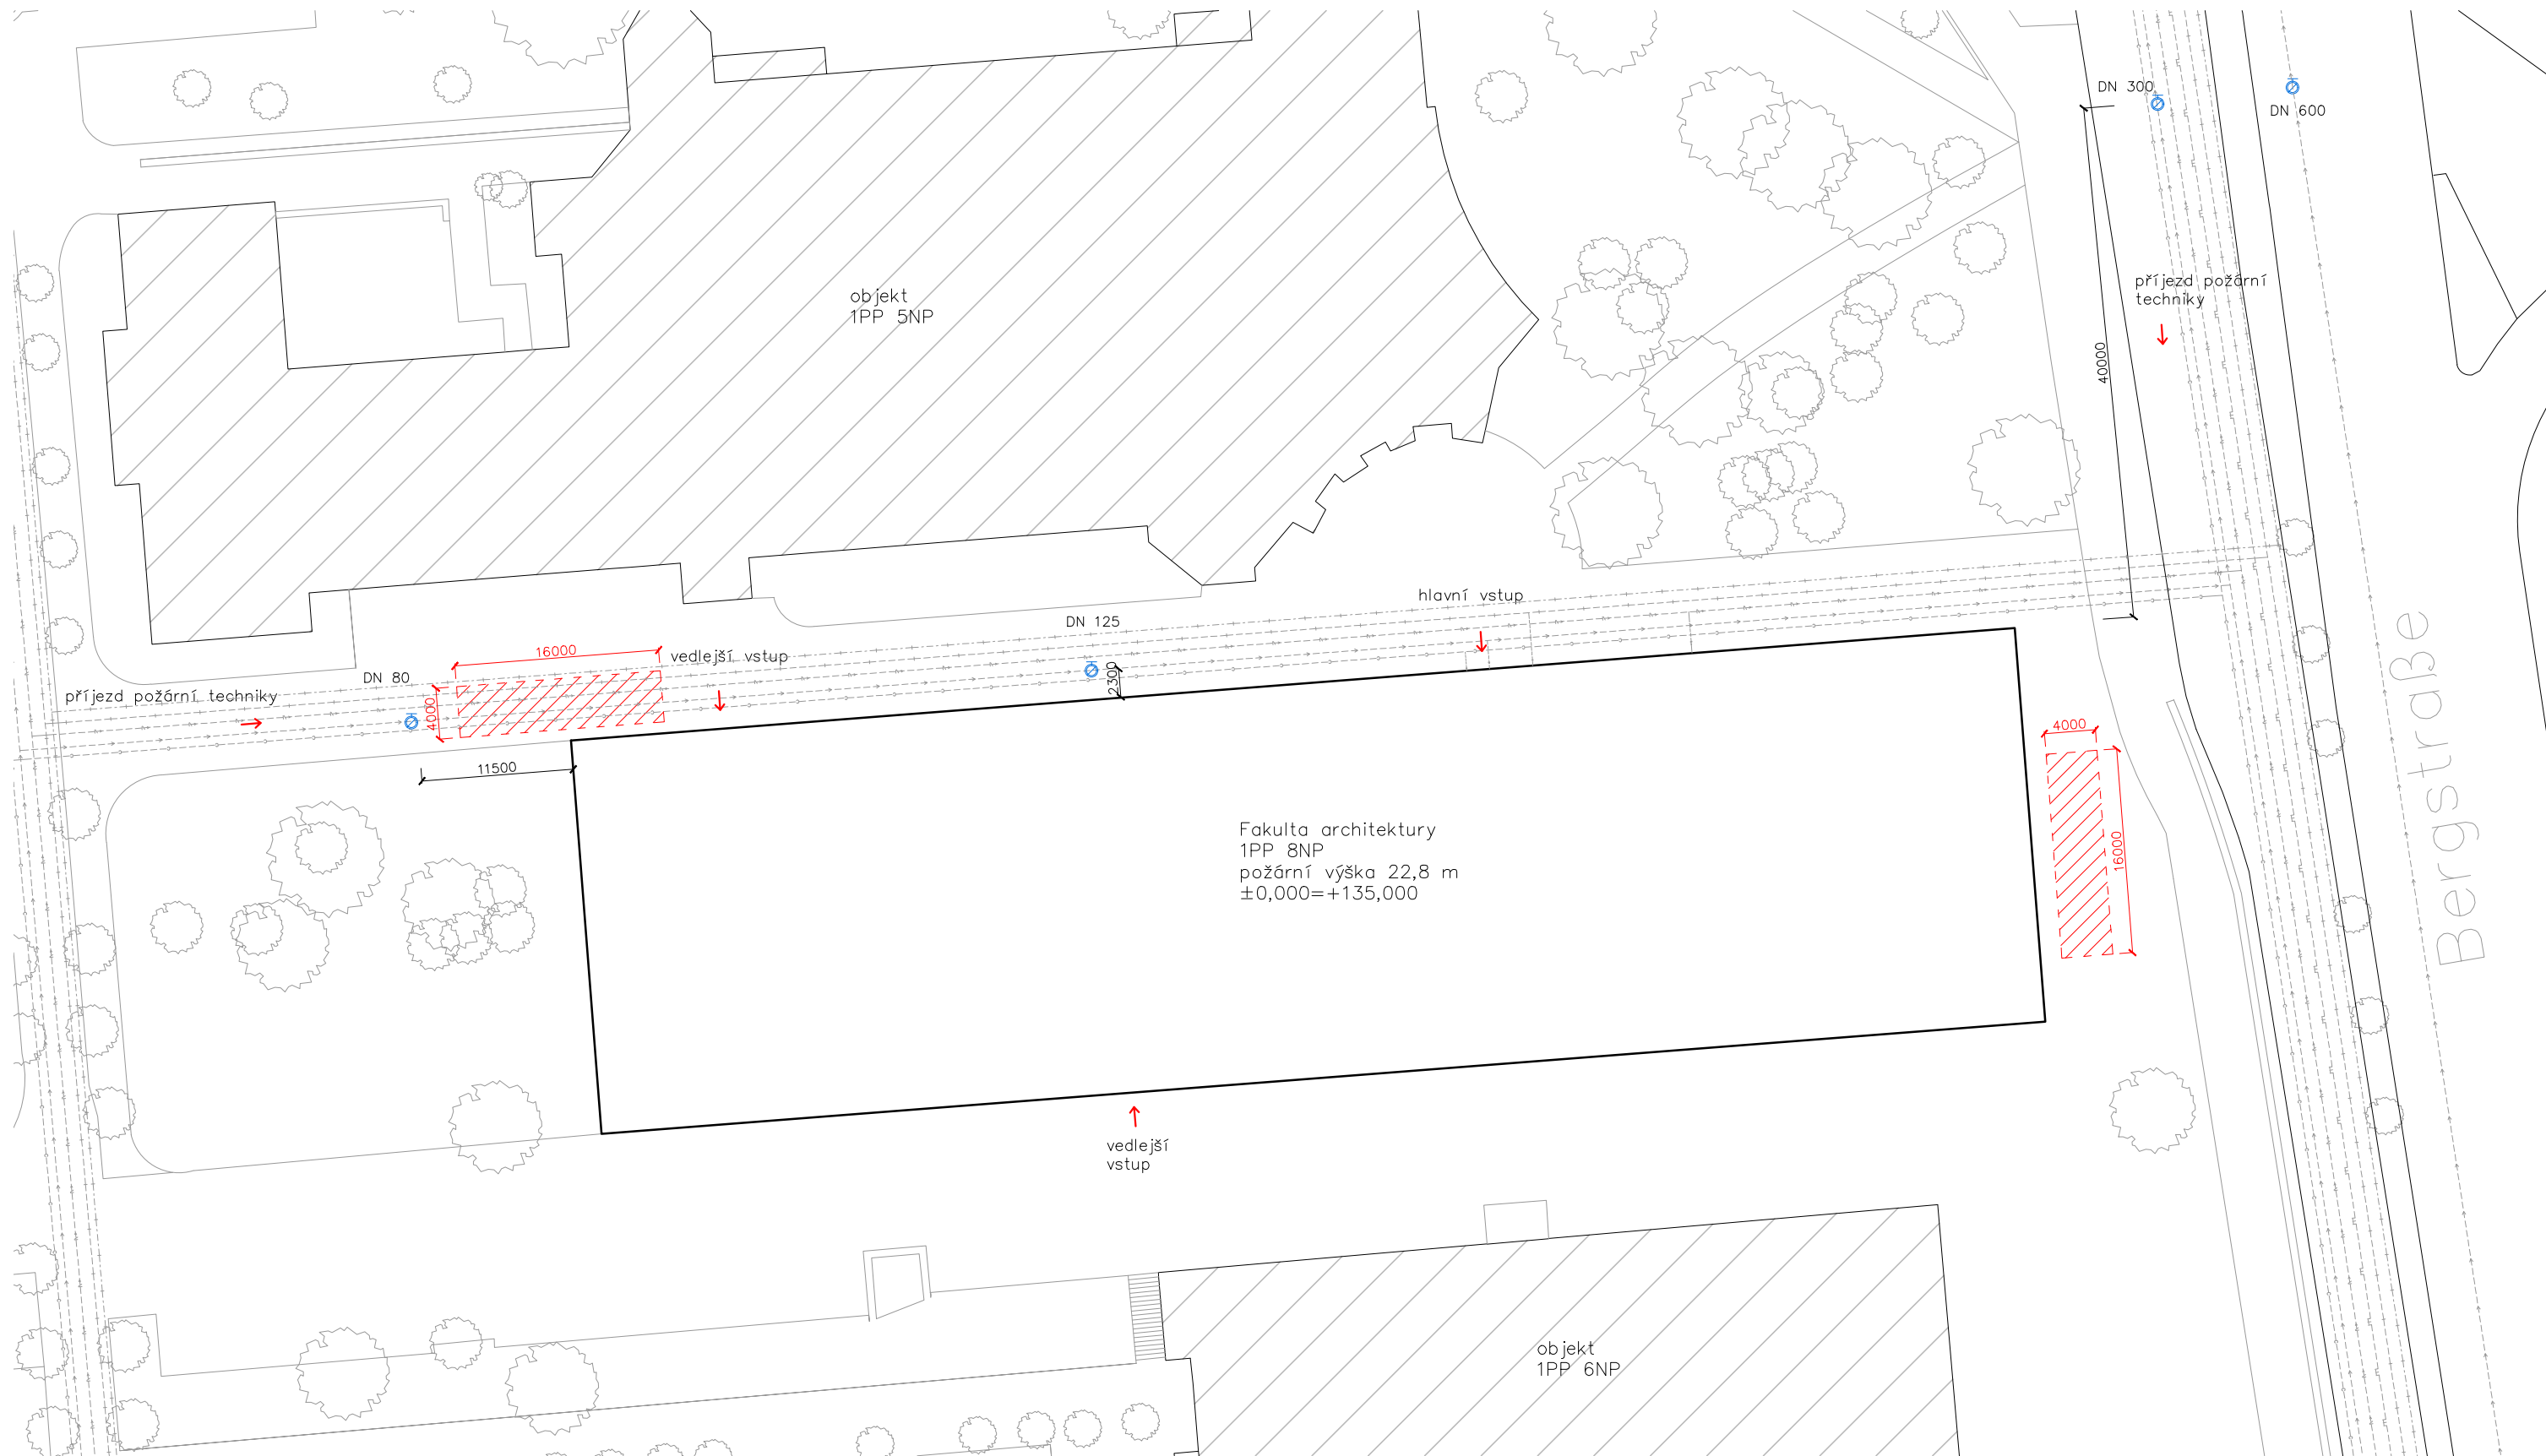 DN 300
DN 600
příjezd požární
techniky
objekt
1PP 5NP
40000
hlavní vstup
DN 125
16000
vedlejší vstup
DN 80
příjezd požární techniky
4000
2300
11500
4000
16000
Fakulta architektury
1PP 8NP
požární výška 22,8 m
±0,000=+135,000
Bergstraße
vedlejší
vstup
objekt
1PP 6NP